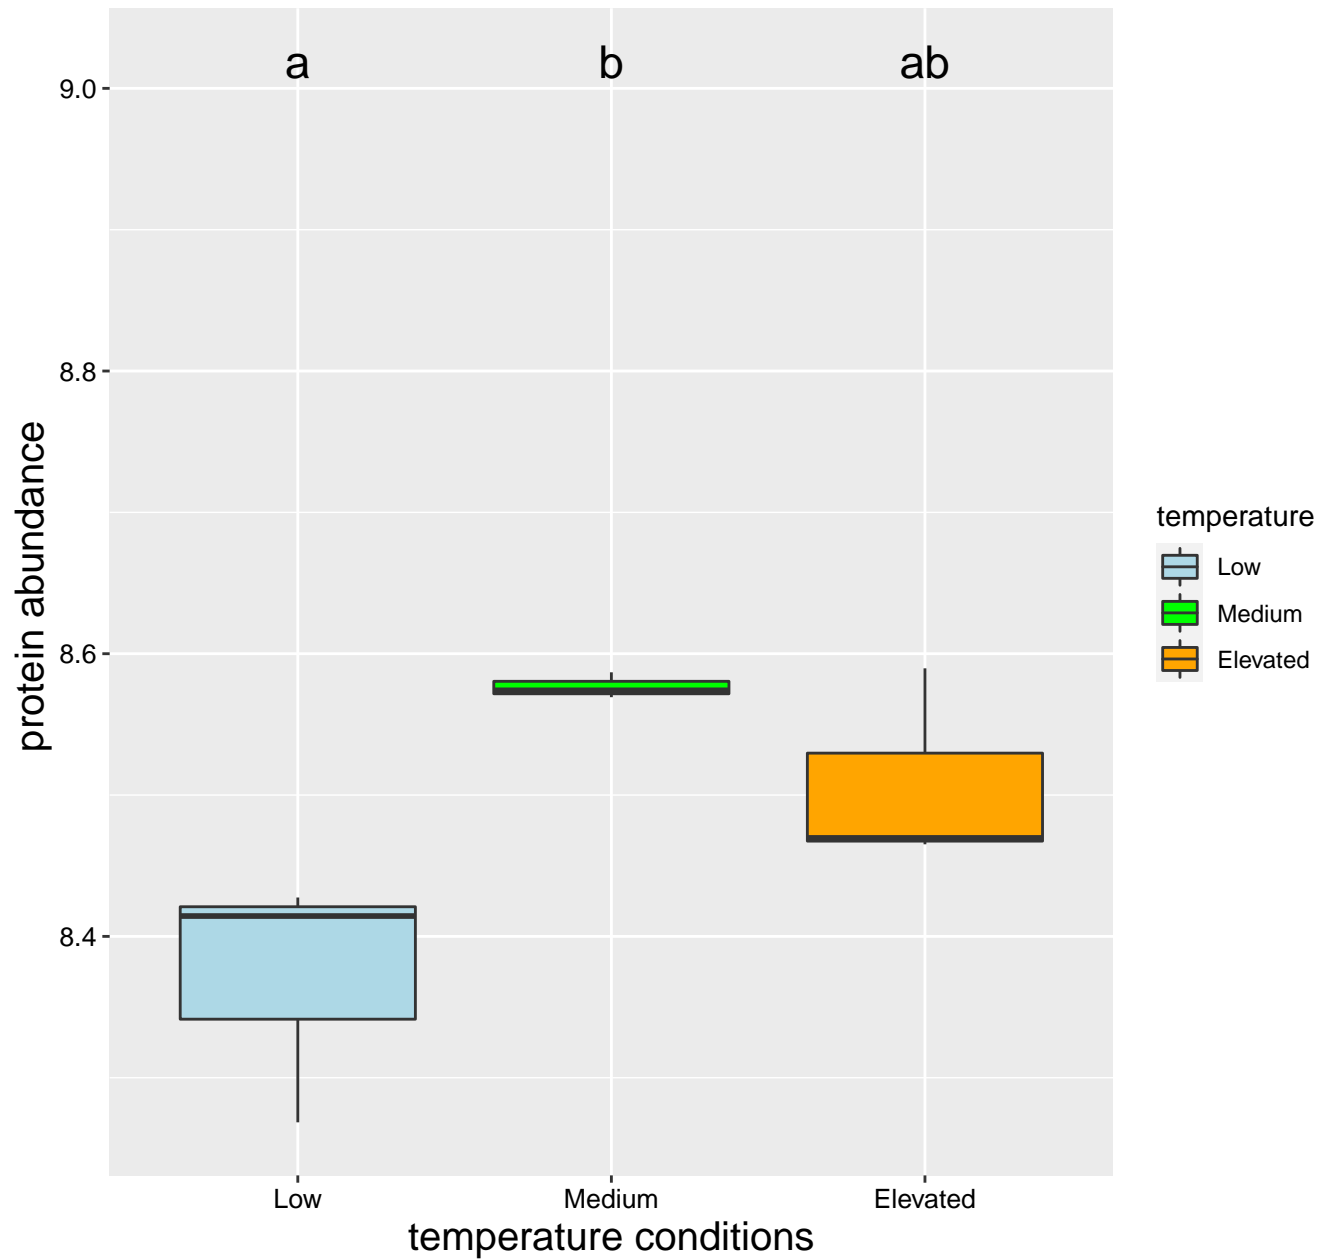 a b ab
9.0
8.8
8.6
8.4
protein abundance
Low Medium Elevated
temperature conditions
temperature
Low
Medium
Elevated